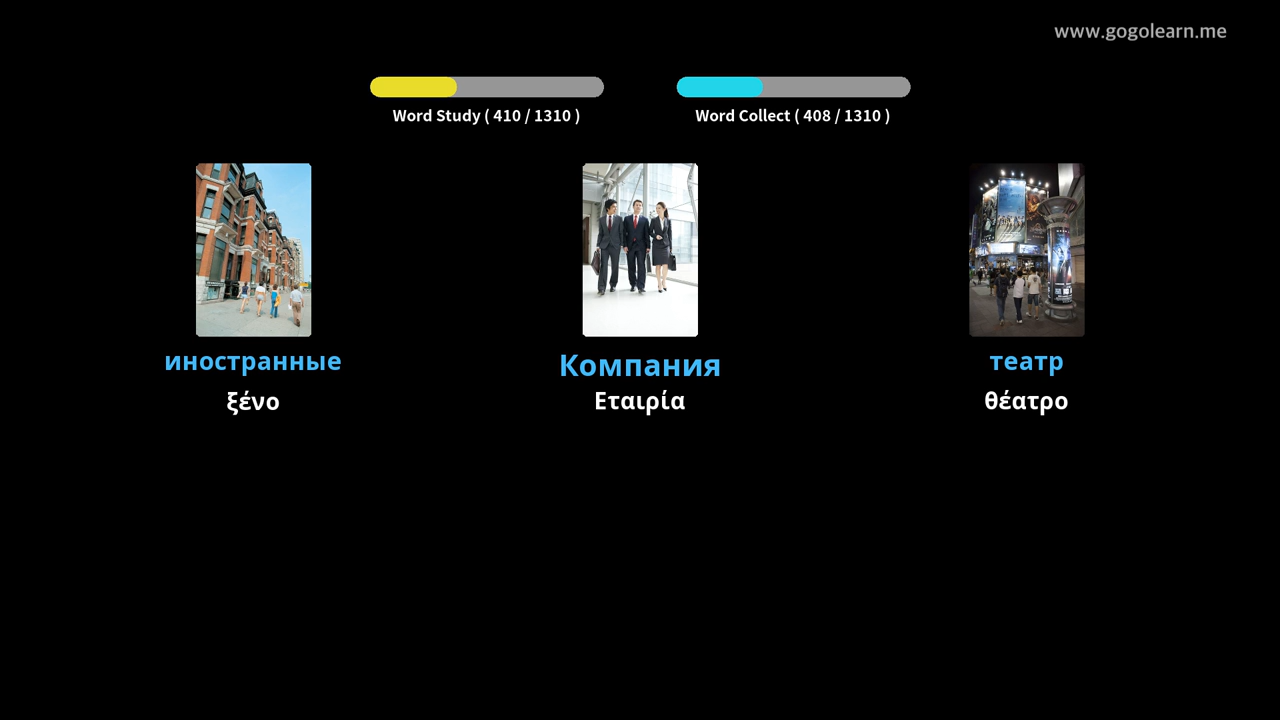 www.gogolearn.me
Word Study ( 410 / 1310 )
Word Collect ( 408 / 1310 )
иностранные
ξένο
Компания
Εταιρία
театр
θέατρο